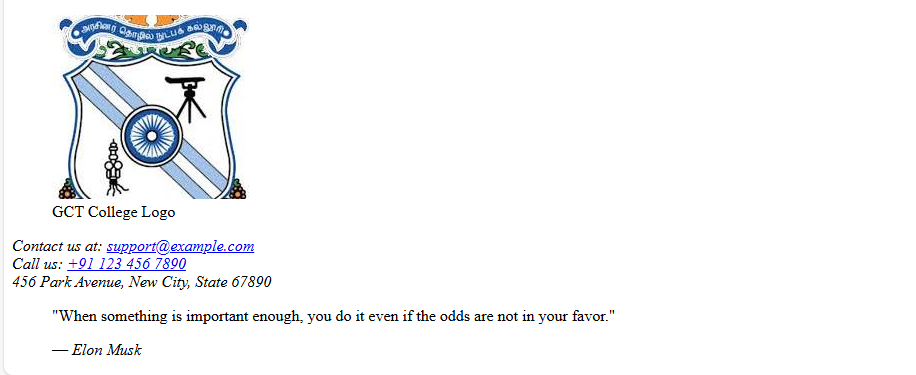 அரசினர் தொழில் நுட்பக் கல்லூரி
GCT College Logo
Contact us at: support@example.com
Call us: +91 123 456 7890
456 Park Avenue, New City, State 67890
"When something is important enough, you do it even if the odds are not in your favor."
— Elon Musk